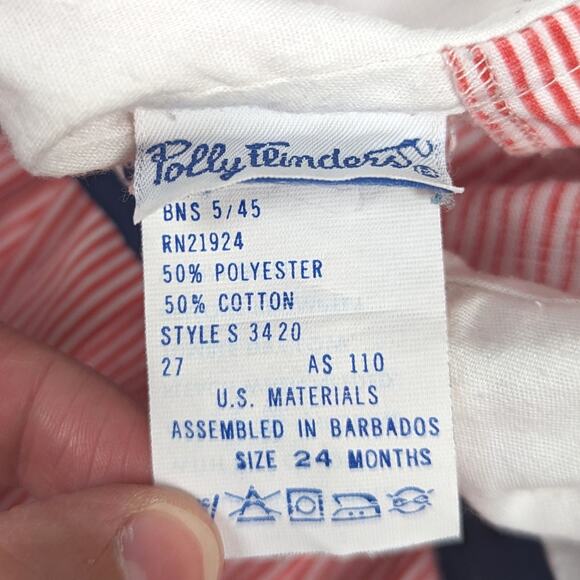 Polly Flinders ®
BNS 5/45
RN21924
50% POLYESTER
50% COTTON
STYLE S 3420
27 AS 110
U.S. MATERIALS
ASSEMBLED IN BARBADOS
SIZE 24 MONTHS